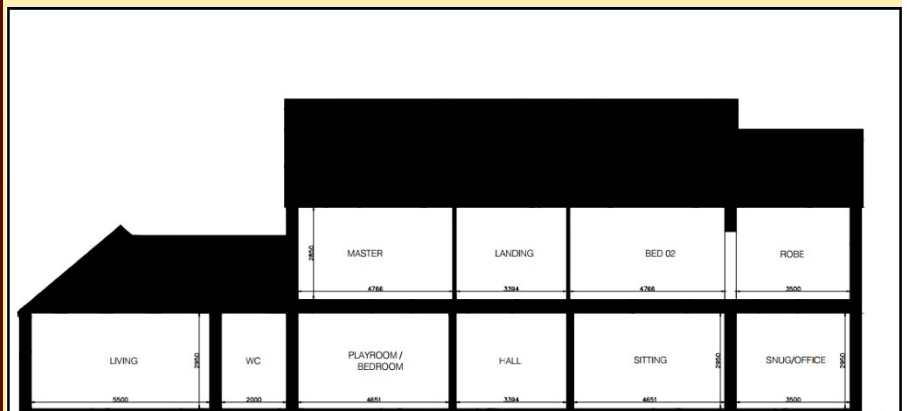 MASTER
LANDING
BED 02
ROBE
2850
4766
3394
4766
3500
LIVING
WC
PLAYROOM /
BEDROOM
HALL
SITTING
SNUG/OFFICE
2950
2950
2950
5500
2000
4651
3394
4651
3500